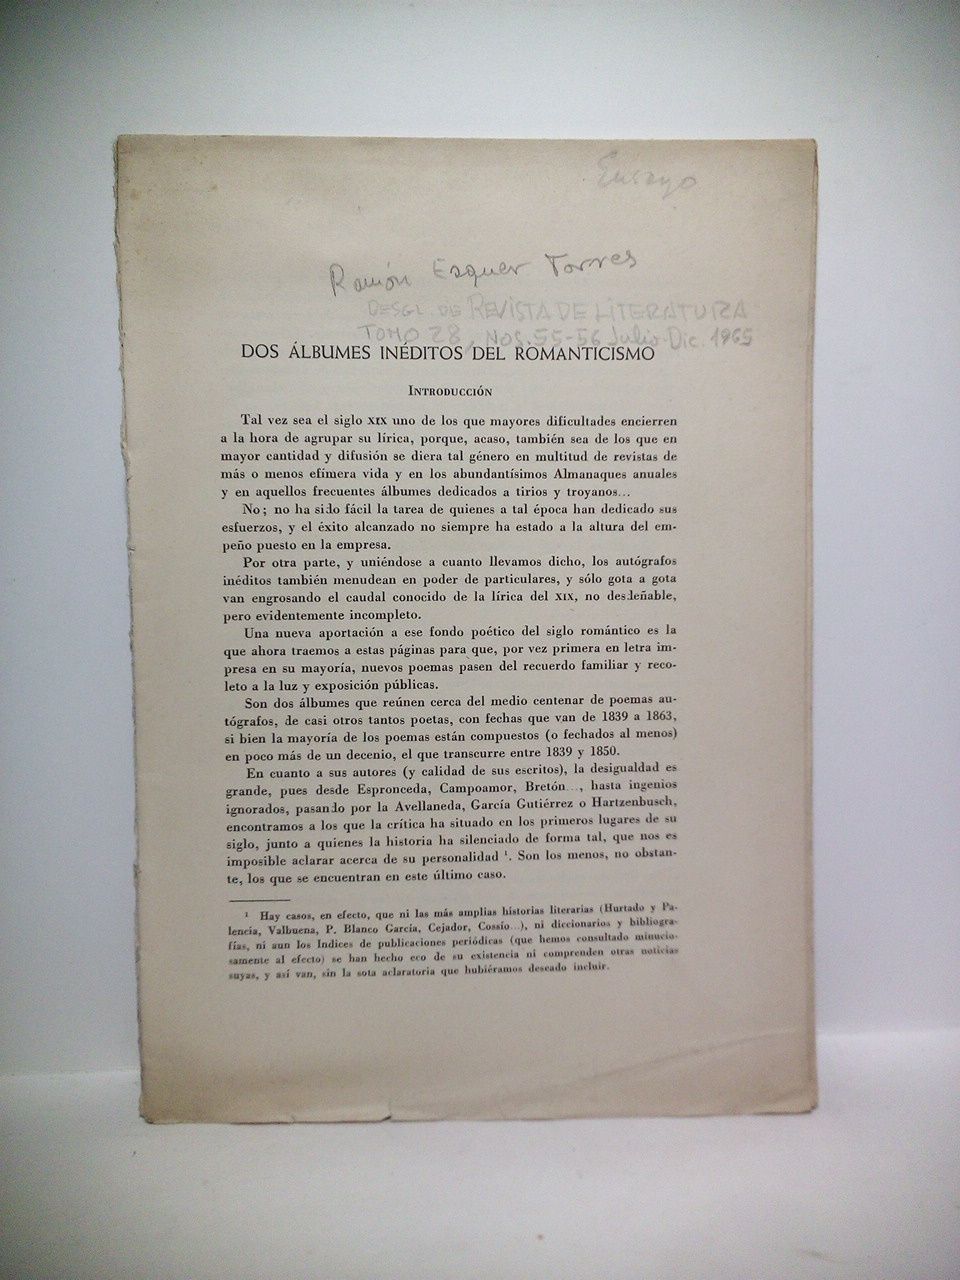 Ensayo
Ramón Esquer Torres
DESGL. DE REVISTA DE LITERATURA
TOMO 28, NOS. 55-56 Julio-Dic. 1965
DOS ÁLBUMES INÉDITOS DEL ROMANTICISMO
INTRODUCCIÓN
Tal vez sea el siglo XIX uno de los que mayores dificultades encierren
a la hora de agrupar su lírica, porque, acaso, también sea de los que en
mayor cantidad y difusión se diera tal género en multitud de revistas de
más o menos efímera vida y en los abundantísimos Almanaques anuales
y en aquellos frecuentes álbumes dedicados a tirios y troyanos...
No; no ha sido fácil la tarea de quienes a tal época han dedicado sus
esfuerzos, y el éxito alcanzado no siempre ha estado a la altura del em-
peño puesto en la empresa.
Por otra parte, y uniéndose a cuanto llevamos dicho, los autógrafos
inéditos también menudean en poder de particulares, y sólo gota a gota
van engrosando el caudal conocido de la lírica del XIX, no desdeñable,
pero evidentemente incompleto.
Una nueva aportación a ese fondo poético del siglo romántico es la
que ahora traemos a estas páginas para que, por vez primera en letra im-
presa en su mayoría, nuevos poemas pasen del recuerdo familiar y reco-
leto a la luz y exposición públicas.
Son dos álbumes que reúnen cerca del medio centenar de poemas au-
tógrafos, de casi otros tantos poetas, con fechas que van de 1839 a 1863,
si bien la mayoría de los poemas están compuestos (o fechados al menos)
en poco más de un decenio, el que transcurre entre 1839 y 1850.
En cuanto a sus autores (y calidad de sus escritos), la desigualdad es
grande, pues desde Espronceda, Campoamor, Bretón..., hasta ingenios
ignorados, pasando por la Avellaneda, García Gutiérrez o Hartzenbusch,
encontramos a los que la crítica ha situado en los primeros lugares de su
siglo, junto a quienes la historia ha silenciado de forma tal, que nos es
imposible aclarar acerca de su personalidad ¹. Son los menos, no obstan-
te, los que se encuentran en este último caso.
¹ Hay casos, en efecto, que ni las más amplias historias literarias (Hurtado y Pa-
lencia, Valbuena, P. Blanco García, Cejador, Cossío...), ni diccionarios y bibliogra-
fías, ni aun los Indices de publicaciones periódicas (que hemos consultado minucio-
samente al efecto) se han hecho eco de su existencia ni comprenden otras noticias
suyas, y así van, sin la sota aclaratoria que hubiéramos deseado incluir.